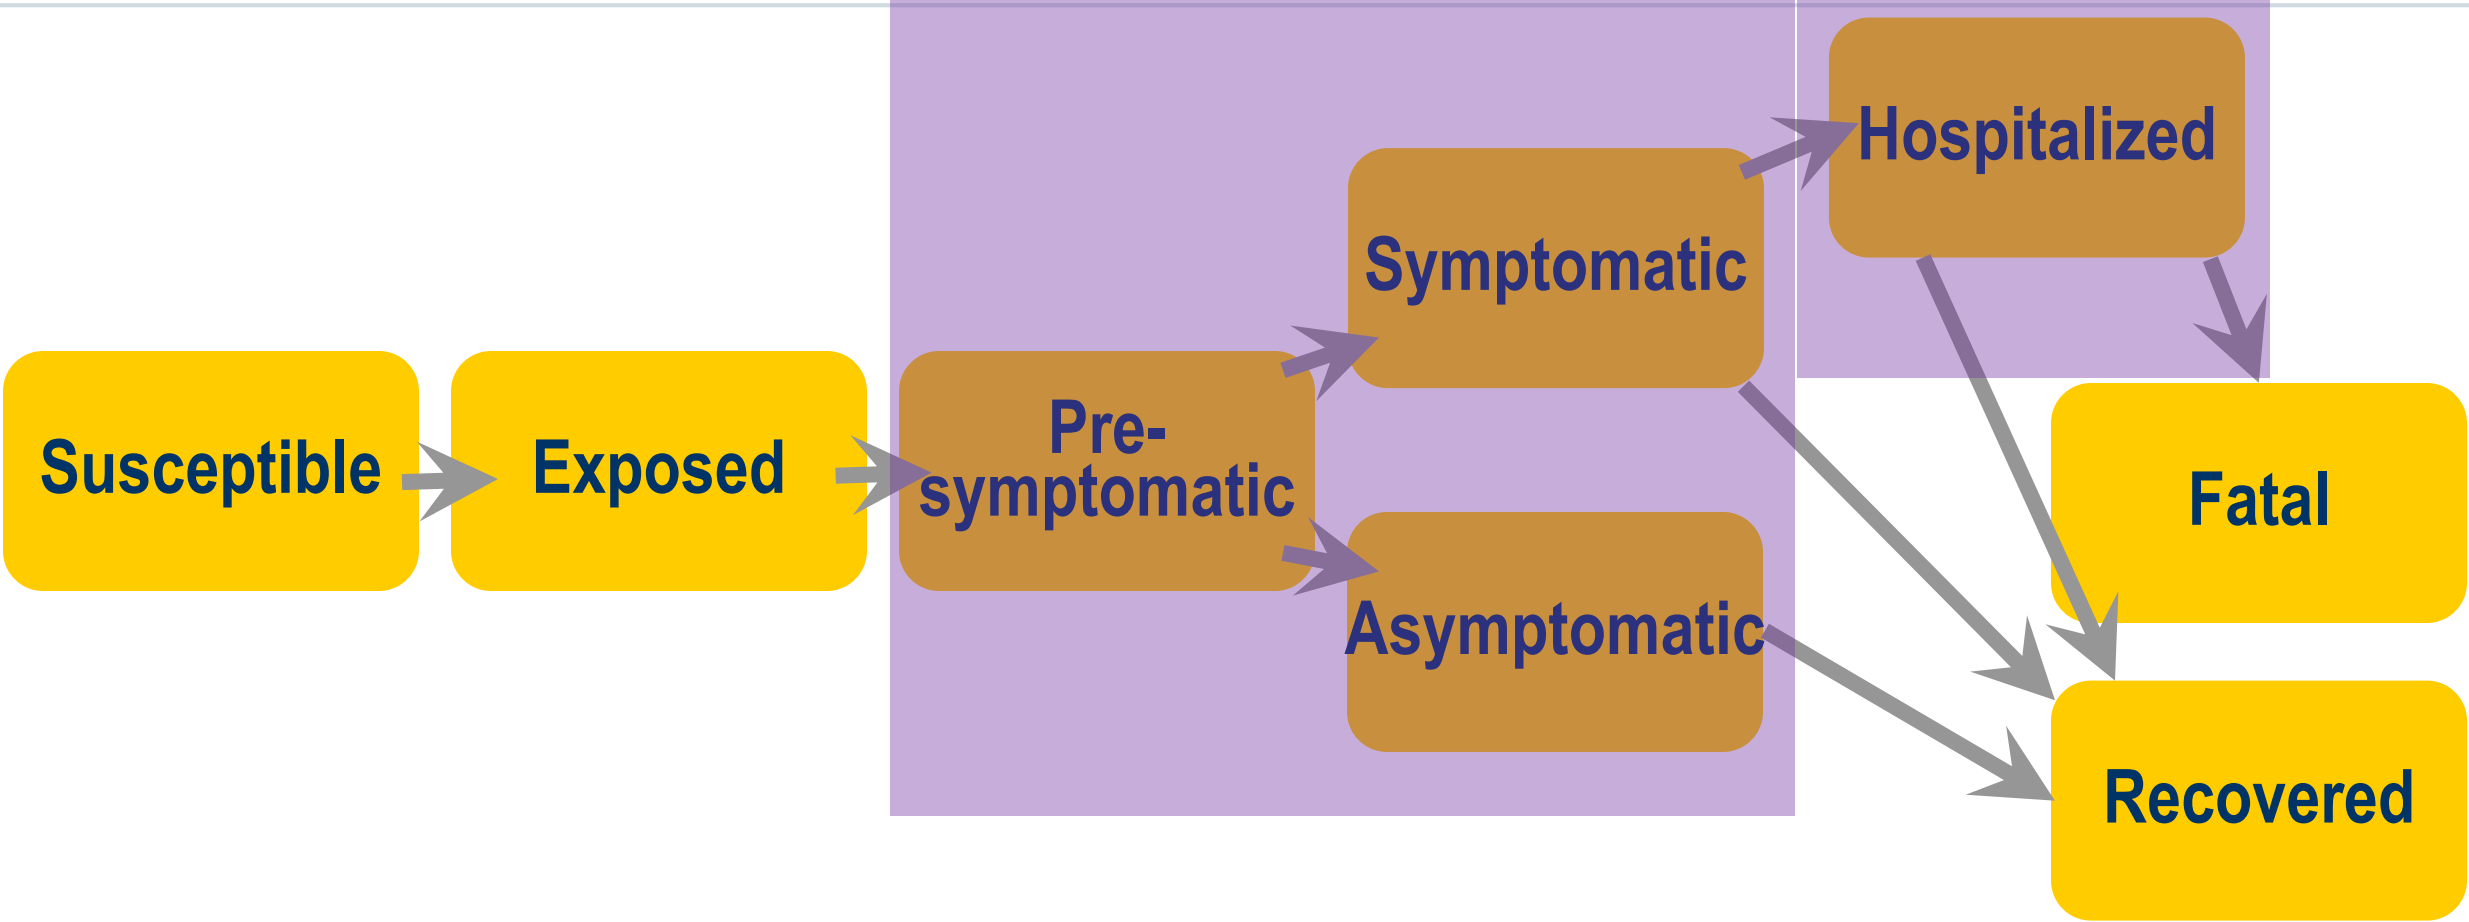 Susceptible
Exposed
Pre-
symptomatic
Symptomatic
Asymptomatic
Hospitalized
Fatal
Recovered